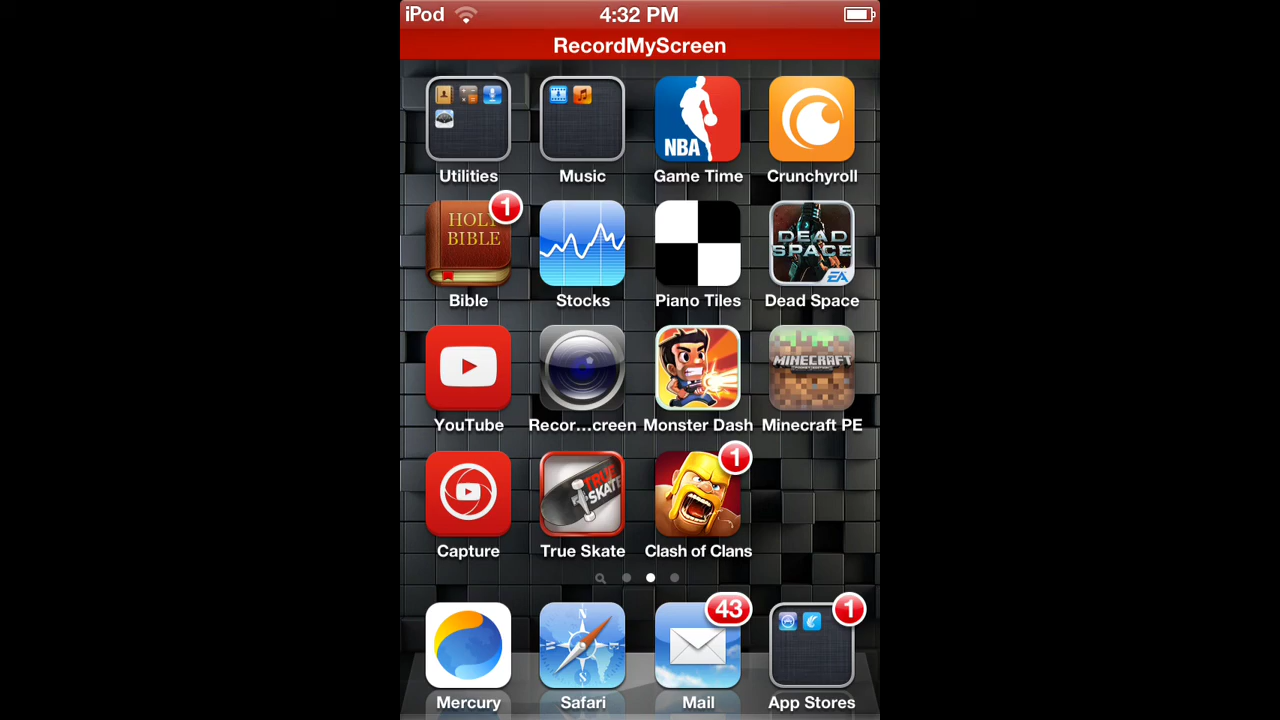 iPod 4:32 PM
RecordMyScreen
NBA
Utilities Music Game Time Crunchyroll
1
HOLY
BIBLE
DEAD
SPACE
EA
Bible Stocks Piano Tiles Dead Space
MINECRAFT
YouTube Recor...creen Monster Dash Minecraft PE
1
TRUE
SKATE
Capture True Skate Clash of Clans
43 1
N
S
Mercury Safari Mail App Stores